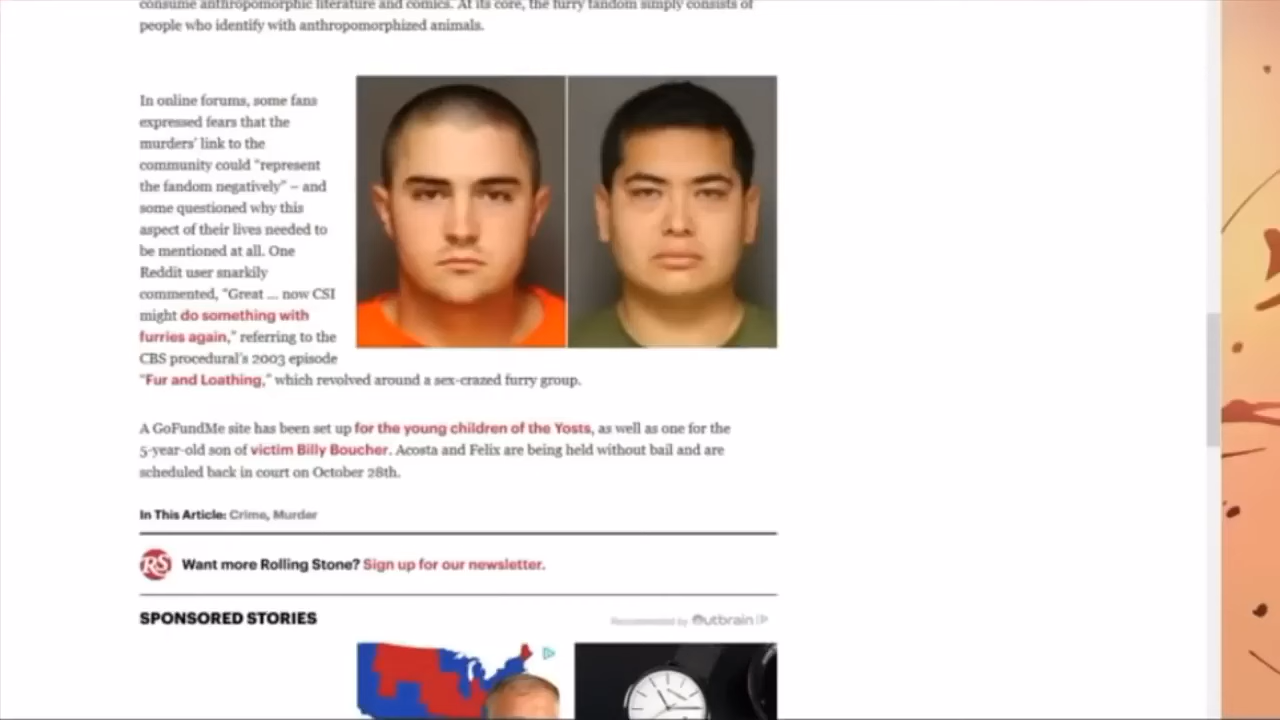 consume anthropomorphic literature and comics. At its core, the furry fandom simply consists of
people who identify with anthropomorphized animals.
In online forums, some fans
expressed fears that the
murders' link to the
community could "represent
the fandom negatively" – and
some questioned why this
aspect of their lives needed to
be mentioned at all. One
Reddit user snarkily
commented, "Great ... now CSI
might do something with
furries again," referring to the
CBS procedural's 2003 episode
"Fur and Loathing," which revolved around a sex-crazed furry group.
A GoFundMe site has been set up for the young children of the Yosts, as well as one for the
5-year-old son of victim Billy Boucher. Acosta and Felix are being held without bail and are
scheduled back in court on October 28th.
In This Article: Crime, Murder
RS Want more Rolling Stone? Sign up for our newsletter.
SPONSORED STORIES
Recommended by Outbrain